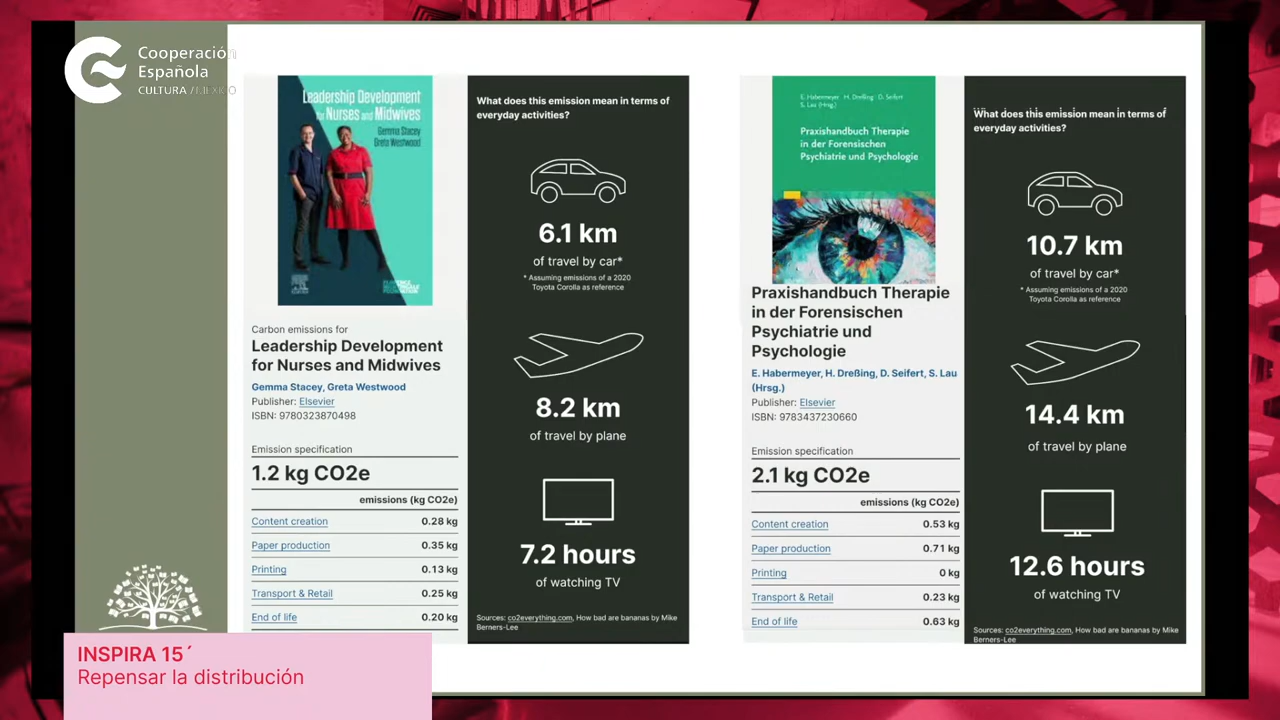 Cooperación
Española
CULTURA / MÉXICO
Leadership Development
for Nurses and Midwives
Gemma Stacey
Greta Westwood
Carbon emissions for
Leadership Development
for Nurses and Midwives
Gemma Stacey, Greta Westwood
Publisher: Elsevier
ISBN: 9780323870498
Emission specification
1.2 kg CO2e
emissions (kg CO2e)
Content creation 0.28 kg
Paper production 0.35 kg
Printing 0.13 kg
Transport & Retail 0.25 kg
End of life 0.20 kg
What does this emission mean in terms of
everyday activities?
6.1 km
of travel by car*
* Assuming emissions of a 2020
Toyota Corolla as reference
8.2 km
of travel by plane
7.2 hours
of watching TV
Sources: co2everything.com, How bad are bananas by Mike
Berners-Lee
E. Habermeyer · H. Dreßing · D. Seifert ·
S. Lau (Hrsg.)
Praxishandbuch Therapie
in der Forensischen
Psychiatrie und Psychologie
Praxishandbuch Therapie
in der Forensischen
Psychiatrie und
Psychologie
E. Habermeyer, H. Dreßing, D. Seifert, S. Lau
(Hrsg.)
Publisher: Elsevier
ISBN: 9783437230660
Emission specification
2.1 kg CO2e
emissions (kg CO2e)
Content creation 0.53 kg
Paper production 0.71 kg
Printing 0 kg
Transport & Retail 0.23 kg
End of life 0.63 kg
What does this emission mean in terms of
everyday activities?
10.7 km
of travel by car*
* Assuming emissions of a 2020
Toyota Corolla as reference
14.4 km
of travel by plane
12.6 hours
of watching TV
Sources: co2everything.com, How bad are bananas by Mike
Berners-Lee
INSPIRA 15´
Repensar la distribución